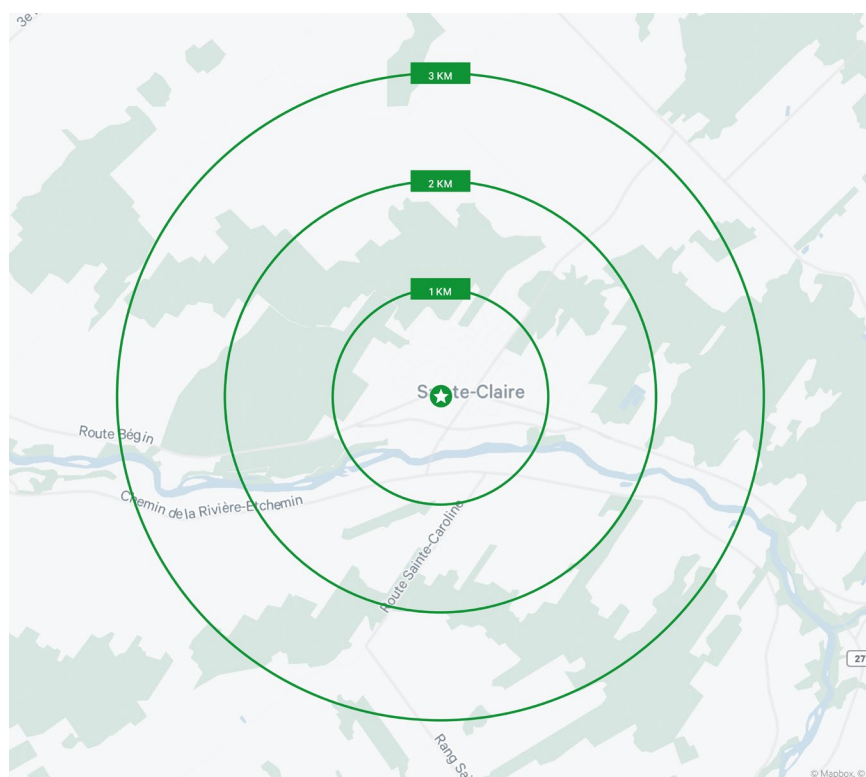 3e
3 KM
2 KM
1 KM
Sainte-Claire
Route Bégin
Chemin de la Rivière-Etchemin
Route Sainte-Caroline
27
Rang Sa
© Mapbox, ©